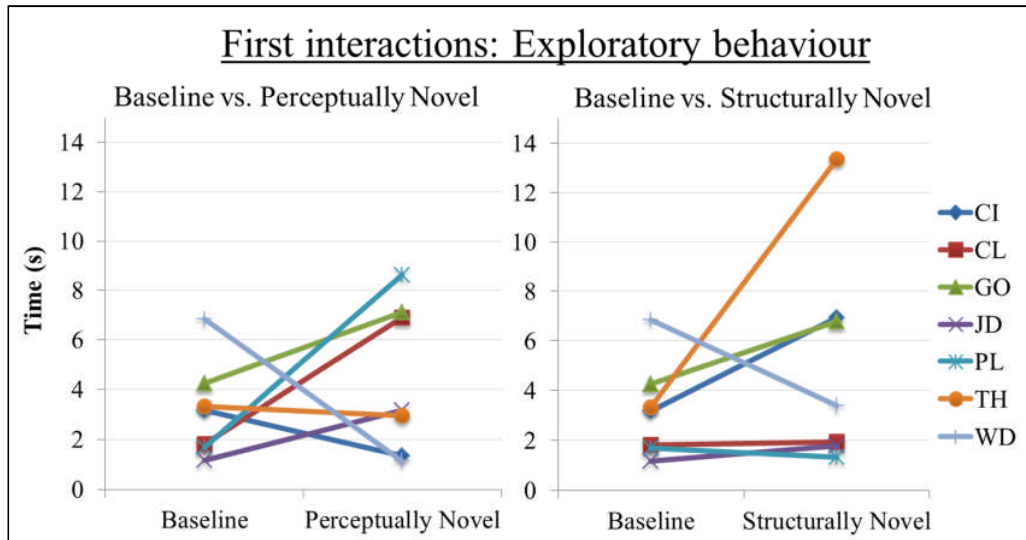 First interactions: Exploratory behaviour
Baseline vs. Perceptually Novel
Baseline vs. Structurally Novel
Time (s)
14
12
10
8
6
4
2
0
Baseline
Perceptually Novel
14
12
10
8
6
4
2
0
Baseline
Structurally Novel
CI
CL
GO
JD
PL
TH
WD